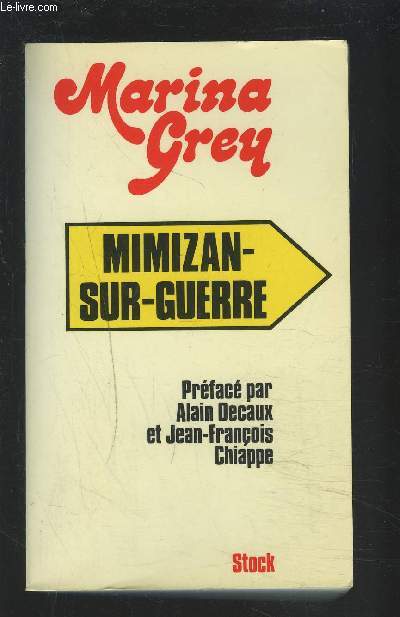 Le-livre.com
Marina
Grey
MIMIZAN-
SUR-GUERRE
Préfacé par
Alain Decaux
et Jean-François
Chiappe
Stock